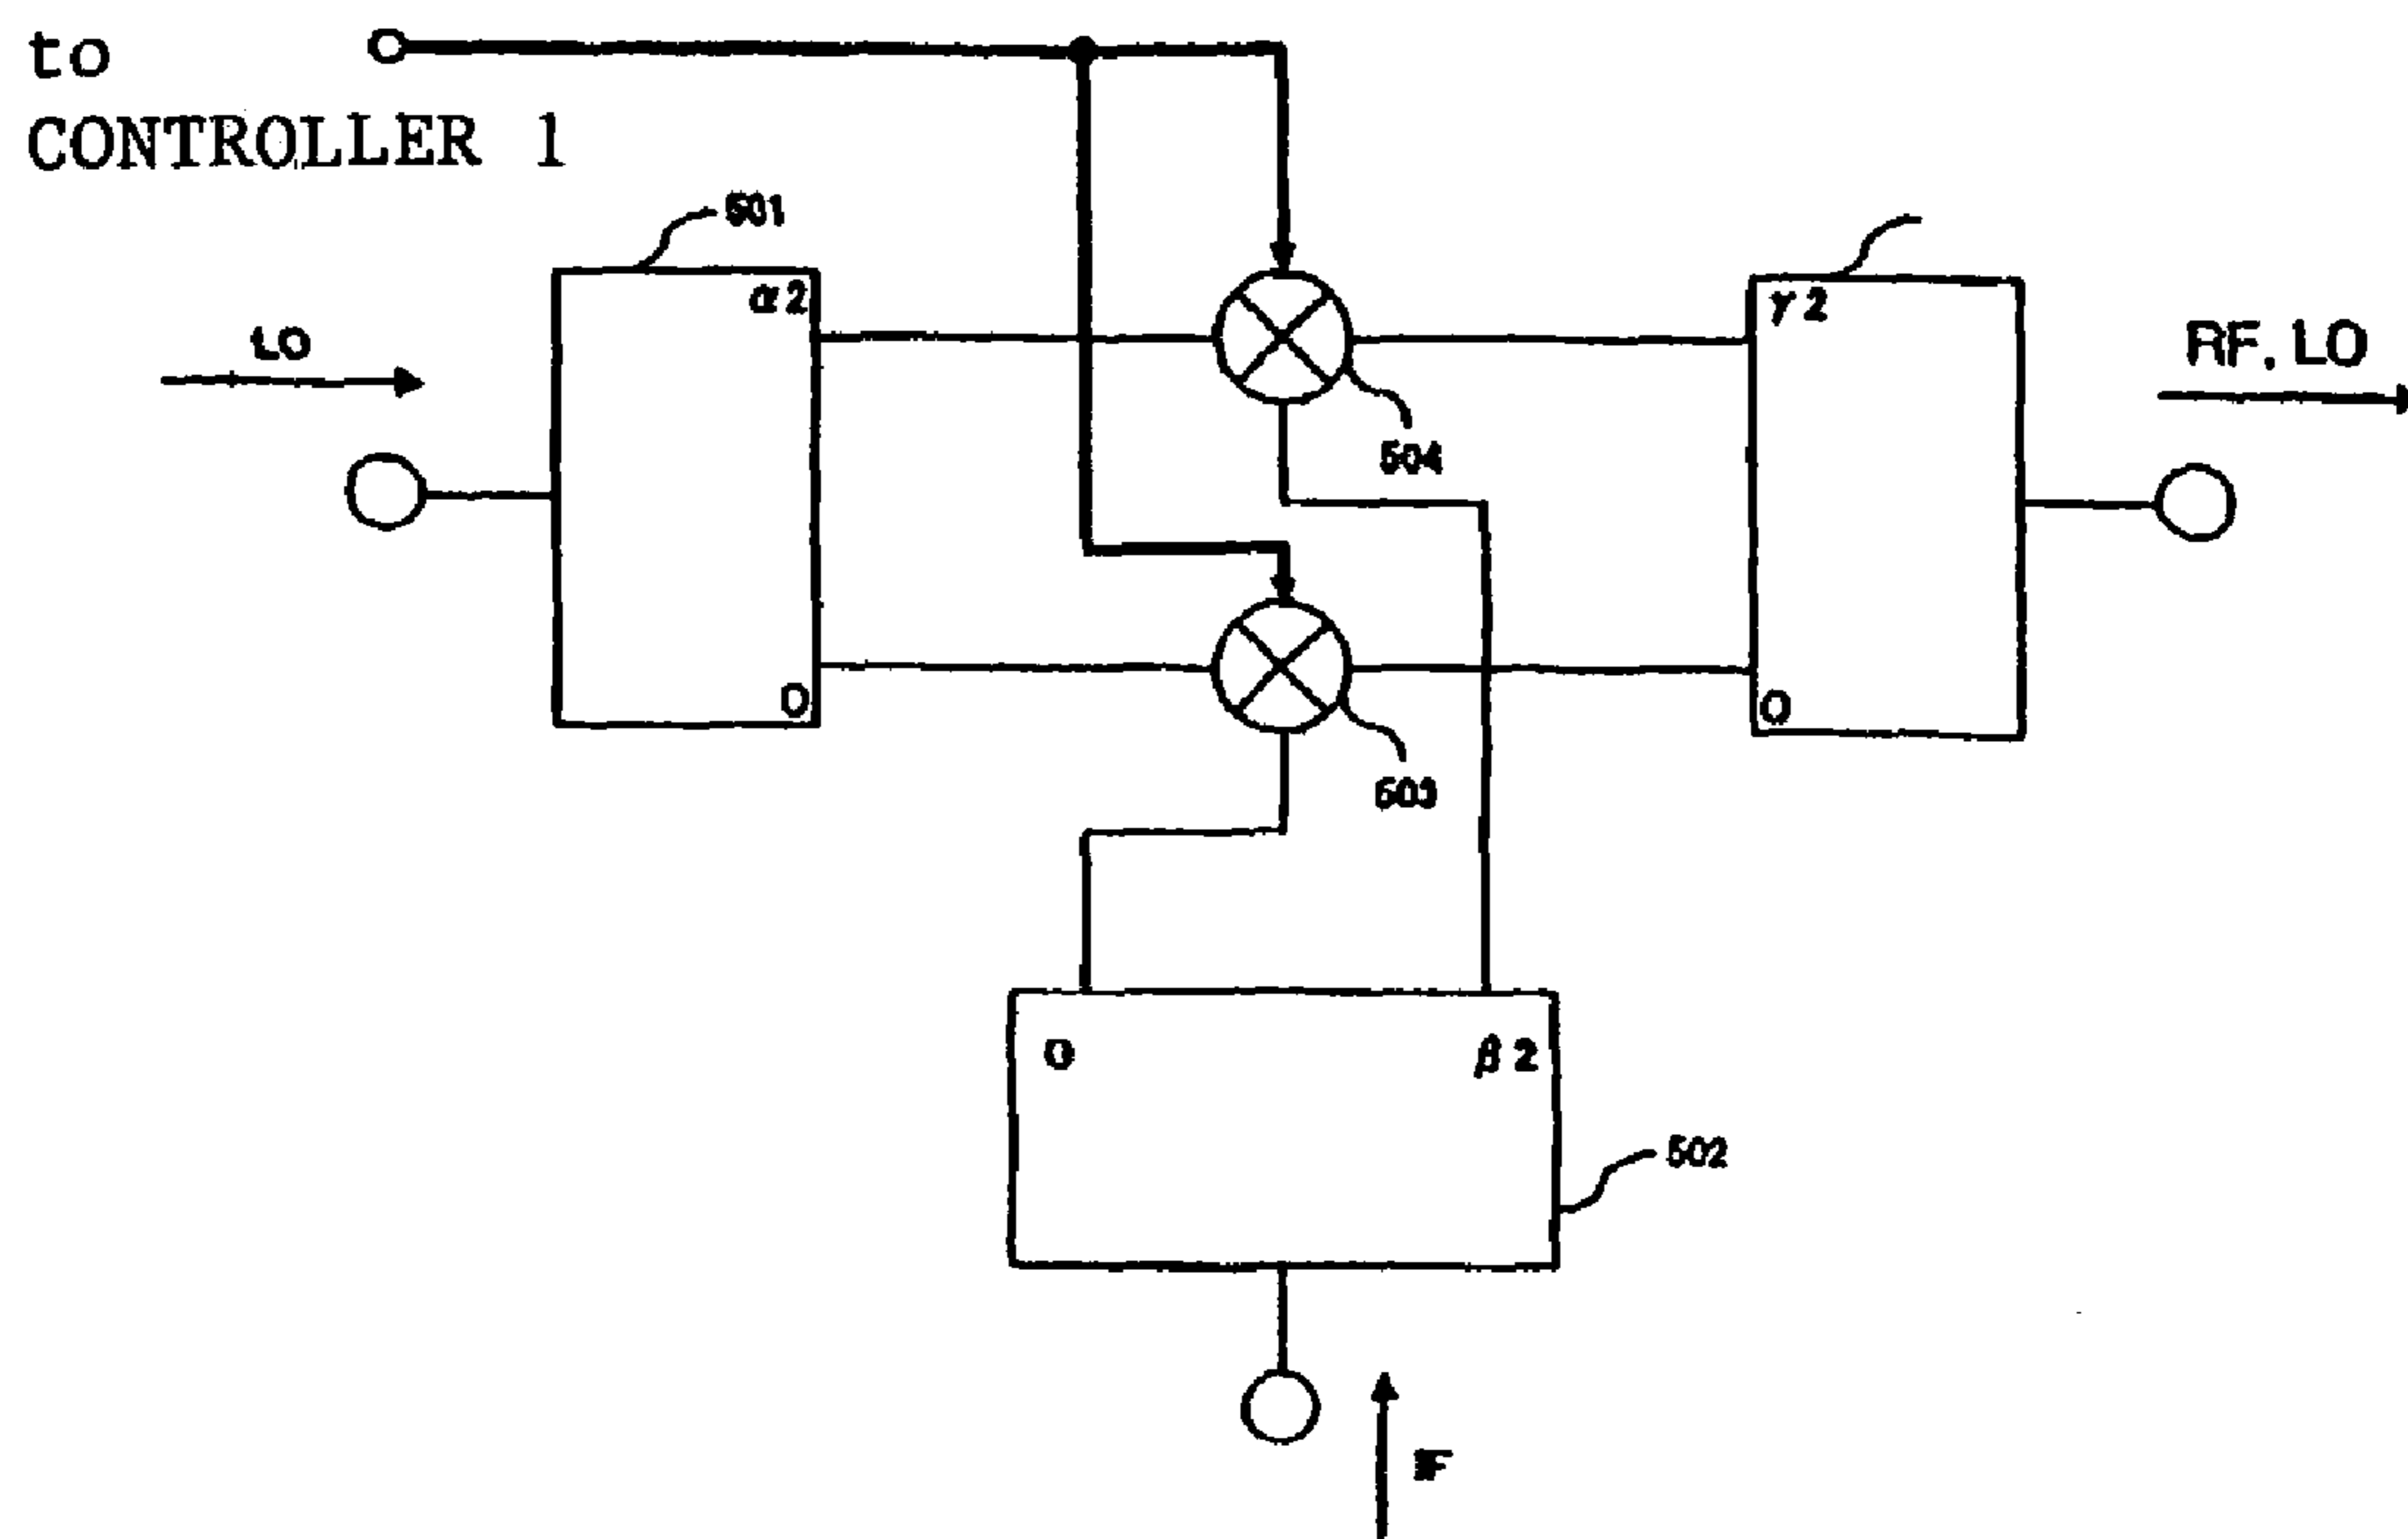 to
CONTROLLER 1
501
α2
γ2
LO
RF, LO
504
0
0
503
0
β2
502
IF